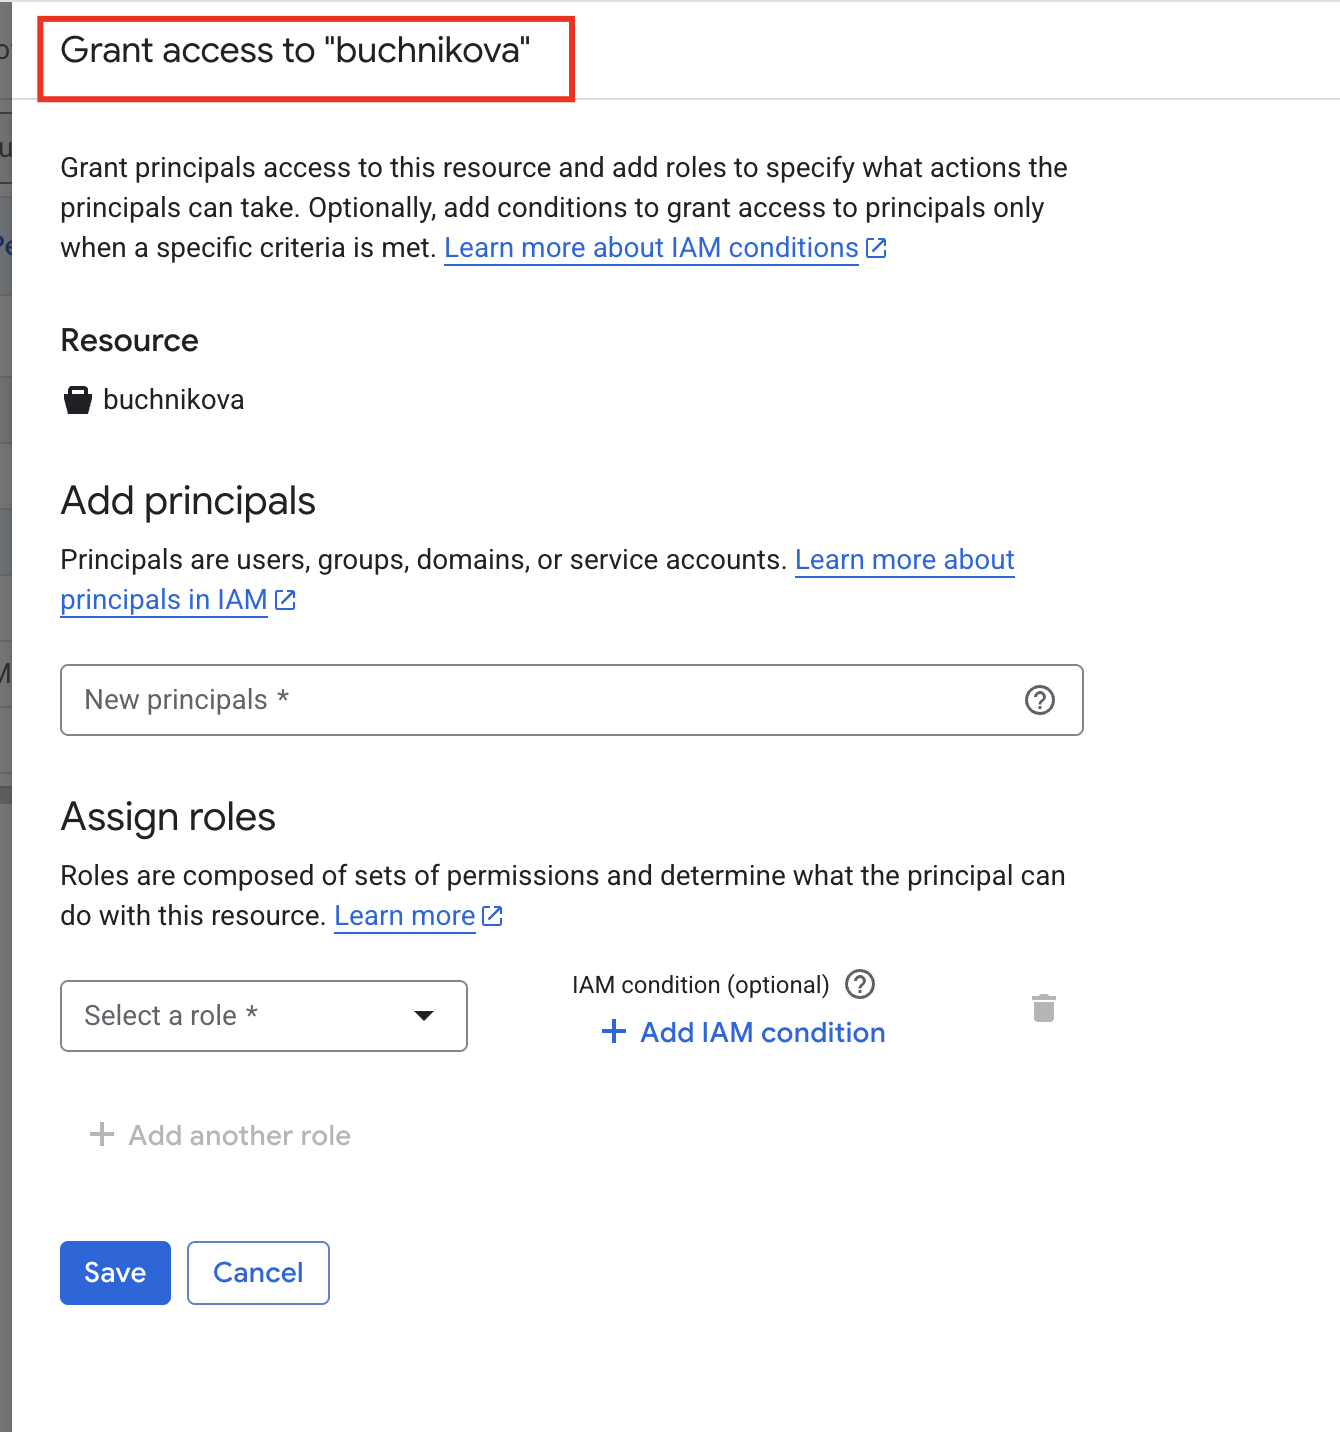 Grant access to "buchnikova"
Grant principals access to this resource and add roles to specify what actions the
principals can take. Optionally, add conditions to grant access to principals only
when a specific criteria is met. Learn more about IAM conditions
Resource
buchnikova
Add principals
Principals are users, groups, domains, or service accounts. Learn more about
principals in IAM
New principals *
Assign roles
Roles are composed of sets of permissions and determine what the principal can
do with this resource. Learn more
IAM condition (optional)
Select a role *
+ Add IAM condition
+ Add another role
Save
Cancel